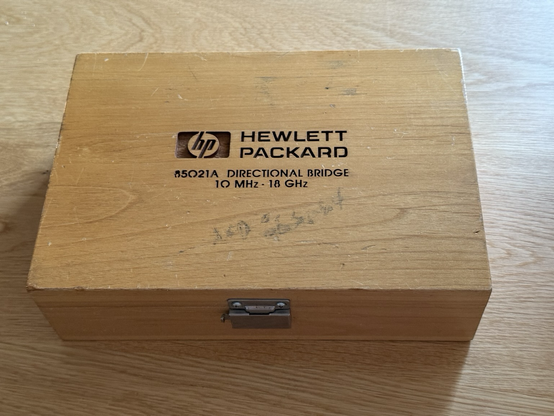 hp
HEWLETT
PACKARD
85021A DIRECTIONAL BRIDGE
10 MHz - 18 GHz